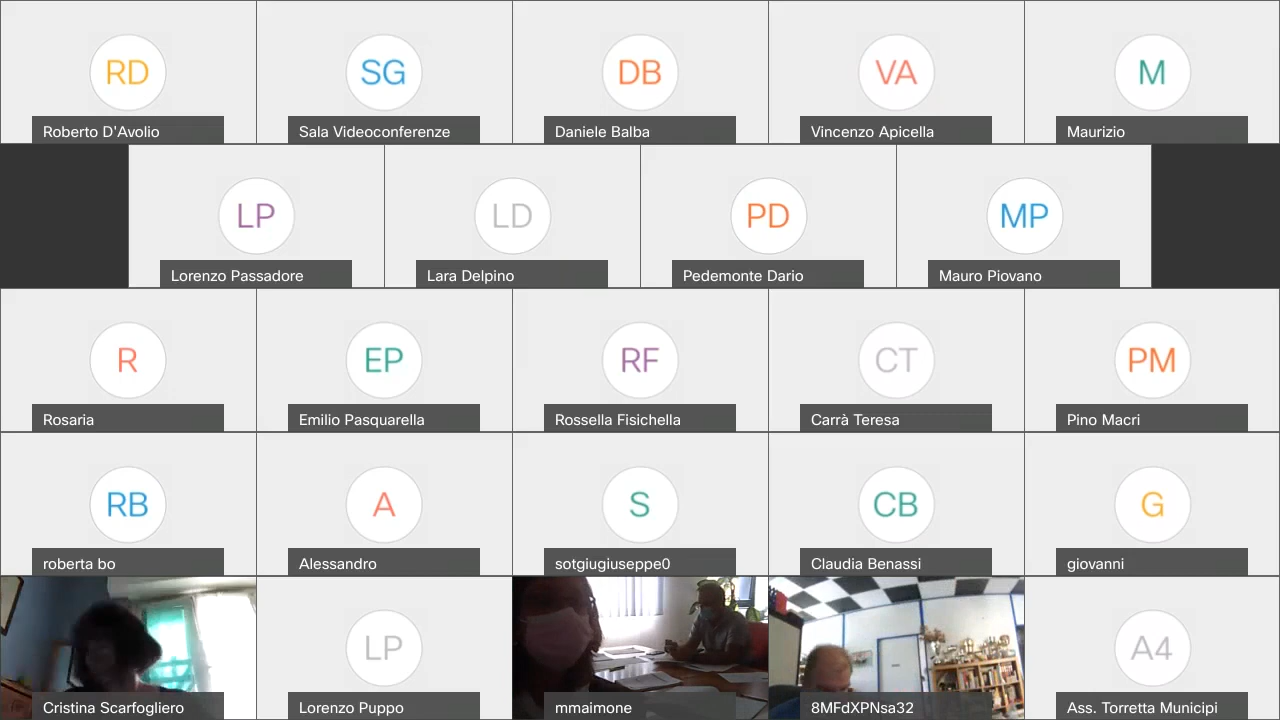 RD
Roberto D'Avolio
SG
Sala Videoconferenze
DB
Daniele Balba
VA
Vincenzo Apicella
M
Maurizio
LP
Lorenzo Passadore
LD
Lara Delpino
PD
Pedemonte Dario
MP
Mauro Piovano
R
Rosaria
EP
Emilio Pasquarella
RF
Rossella Fisichella
CT
Carrà Teresa
PM
Pino Macri
RB
roberta bo
A
Alessandro
S
sotgiugiuseppe0
CB
Claudia Benassi
G
giovanni
Cristina Scarfogliero
LP
Lorenzo Puppo
mmaimone
8MFdXPNsa32
A4
Ass. Torretta Municipi